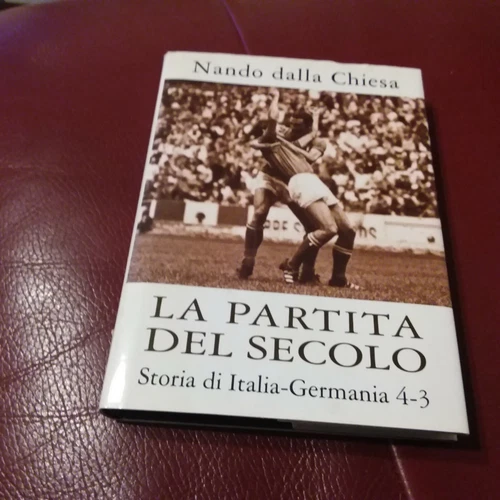 Nando dalla Chiesa
LA PARTITA
DEL SECOLO
Storia di Italia-Germania 4-3